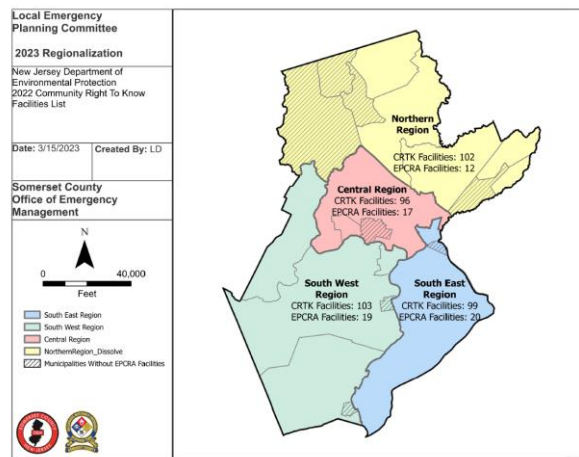 Local Emergency
Planning Committee
2023 Regionalization
New Jersey Department of
Environmental Protection
2022 Community Right To Know
Facilities List
Date: 3/15/2023
Created By: LD
Somerset County
Office of Emergency
Management
N
0
40,000
Feet
South East Region
South West Region
Central Region
NorthernRegion_Dissolve
Municipalities Without EPCRA Facilities
Northern
Region
CRTK Facilities: 102
EPCRA Facilities: 12
Central Region
CRTK Facilities: 96
EPCRA Facilities: 17
South West
Region
CRTK Facilities: 103
EPCRA Facilities: 19
South East
Region
CRTK Facilities: 99
EPCRA Facilities: 20